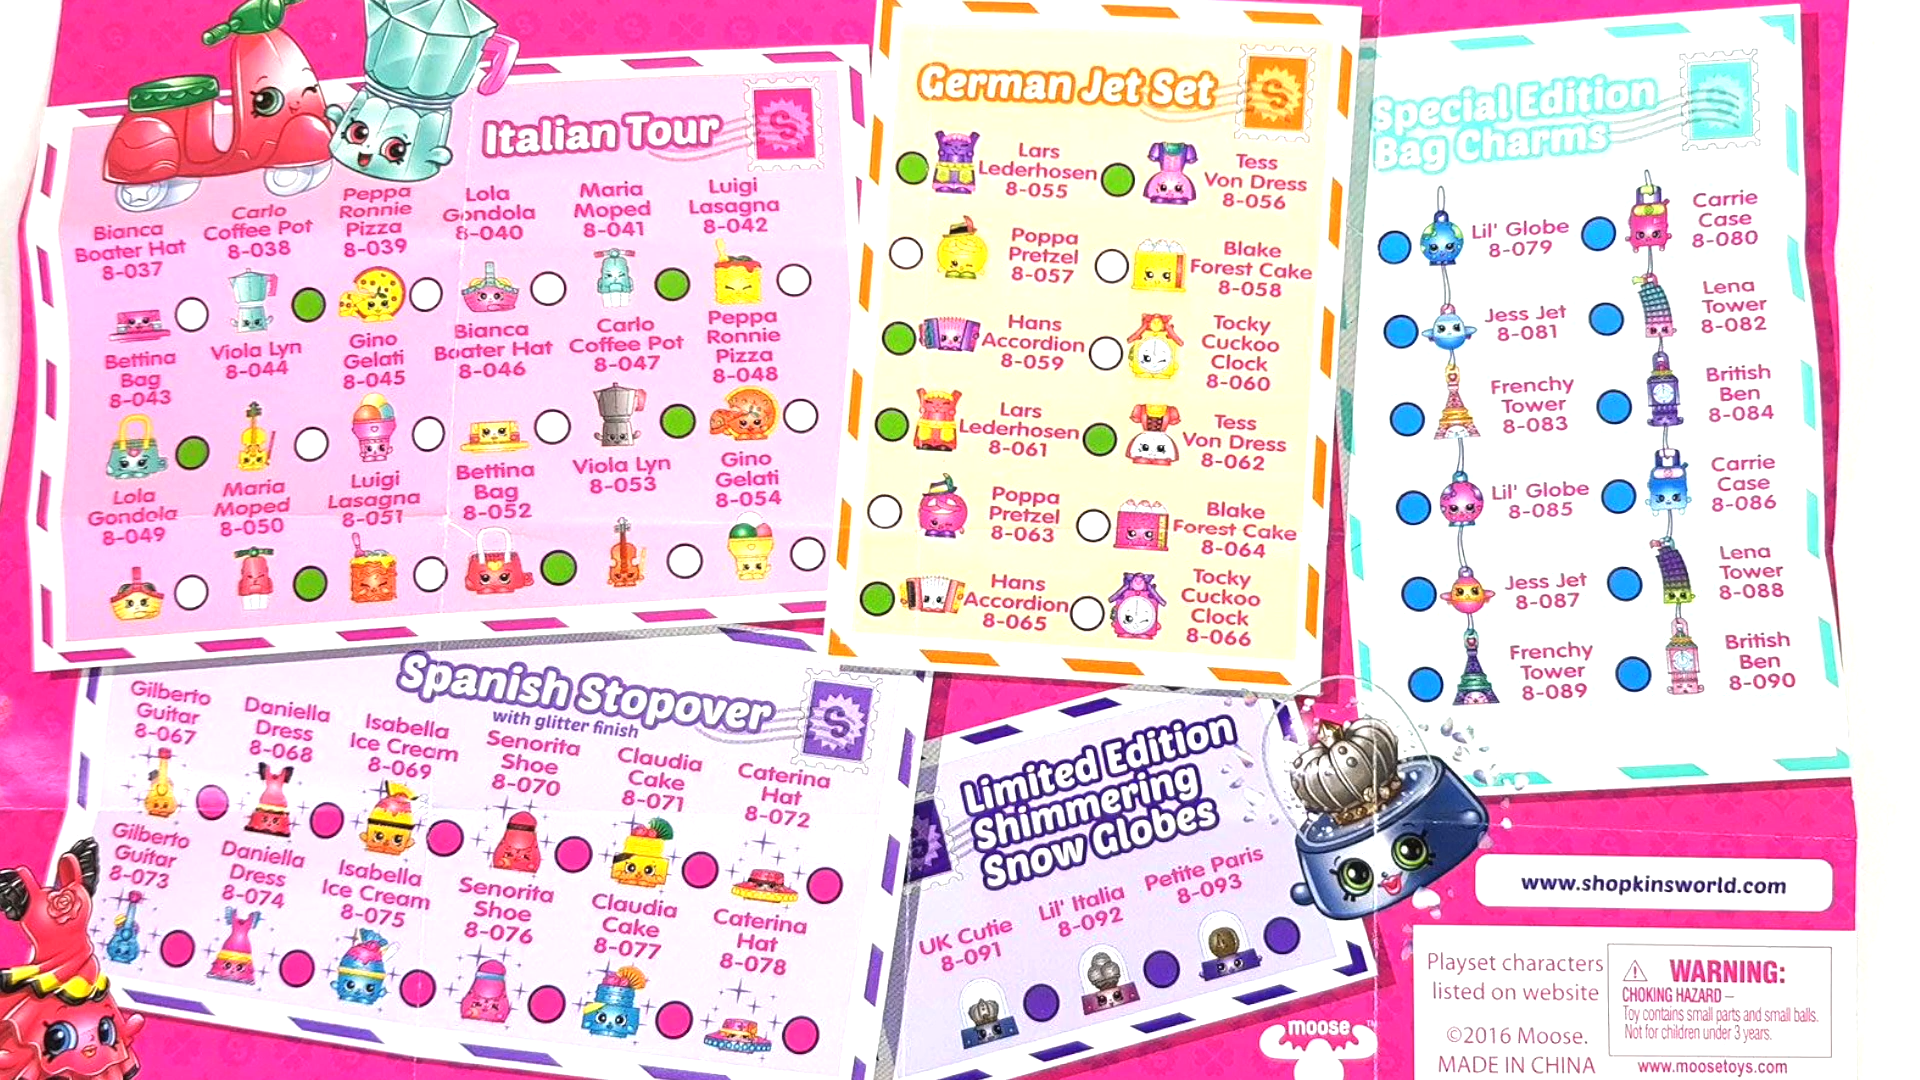 Italian Tour
S
Bianca
Boater Hat
8-037
Carlo
Coffee Pot
8-038
Peppa
Ronnie
Pizza
8-039
Lola
Gondola
8-040
Maria
Moped
8-041
Luigi
Lasagna
8-042
Bettina
Bag
8-043
Viola Lyn
8-044
Gino
Gelati
8-045
Bianca
Boater Hat
8-046
Carlo
Coffee Pot
8-047
Peppa
Ronnie
Pizza
8-048
Lola
Gondola
8-049
Maria
Moped
8-050
Luigi
Lasagna
8-051
Bettina
Bag
8-052
Viola Lyn
8-053
Gino
Gelati
8-054
German Jet Set
S
Lars
Lederhosen
8-055
Tess
Von Dress
8-056
Poppa
Pretzel
8-057
Blake
Forest Cake
8-058
Hans
Accordion
8-059
Tocky
Cuckoo
Clock
8-060
Lars
Lederhosen
8-061
Tess
Von Dress
8-062
Poppa
Pretzel
8-063
Blake
Forest Cake
8-064
Hans
Accordion
8-065
Tocky
Cuckoo
Clock
8-066
Special Edition
Bag Charms
Lil' Globe
8-079
Carrie
Case
8-080
Jess Jet
8-081
Lena
Tower
8-082
Frenchy
Tower
8-083
British
Ben
8-084
Lil' Globe
8-085
Carrie
Case
8-086
Jess Jet
8-087
Lena
Tower
8-088
Frenchy
Tower
8-089
British
Ben
8-090
Spanish Stopover
with glitter finish
S
Gilberto
Guitar
8-067
Daniella
Dress
8-068
Isabella
Ice Cream
8-069
Senorita
Shoe
8-070
Claudia
Cake
8-071
Caterina
Hat
8-072
Gilberto
Guitar
8-073
Daniella
Dress
8-074
Isabella
Ice Cream
8-075
Senorita
Shoe
8-076
Claudia
Cake
8-077
Caterina
Hat
8-078
Limited Edition
Shimmering
Snow Globes
UK Cutie
8-091
Lil' Italia
8-092
Petite Paris
8-093
moose™
www.shopkinsworld.com
Playset characters
listed on website
©2016 Moose.
MADE IN CHINA
WARNING:
CHOKING HAZARD –
Toy contains small parts and small balls.
Not for children under 3 years.
www.moosetoys.com